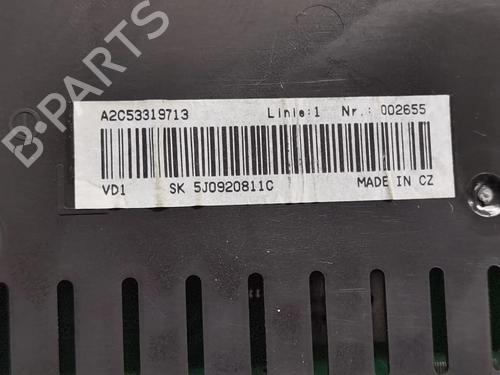 A2C53319713 Linie:1 Nr.: 002655
VD1 SK 5J0920811C MADE IN CZ
B-PARTS